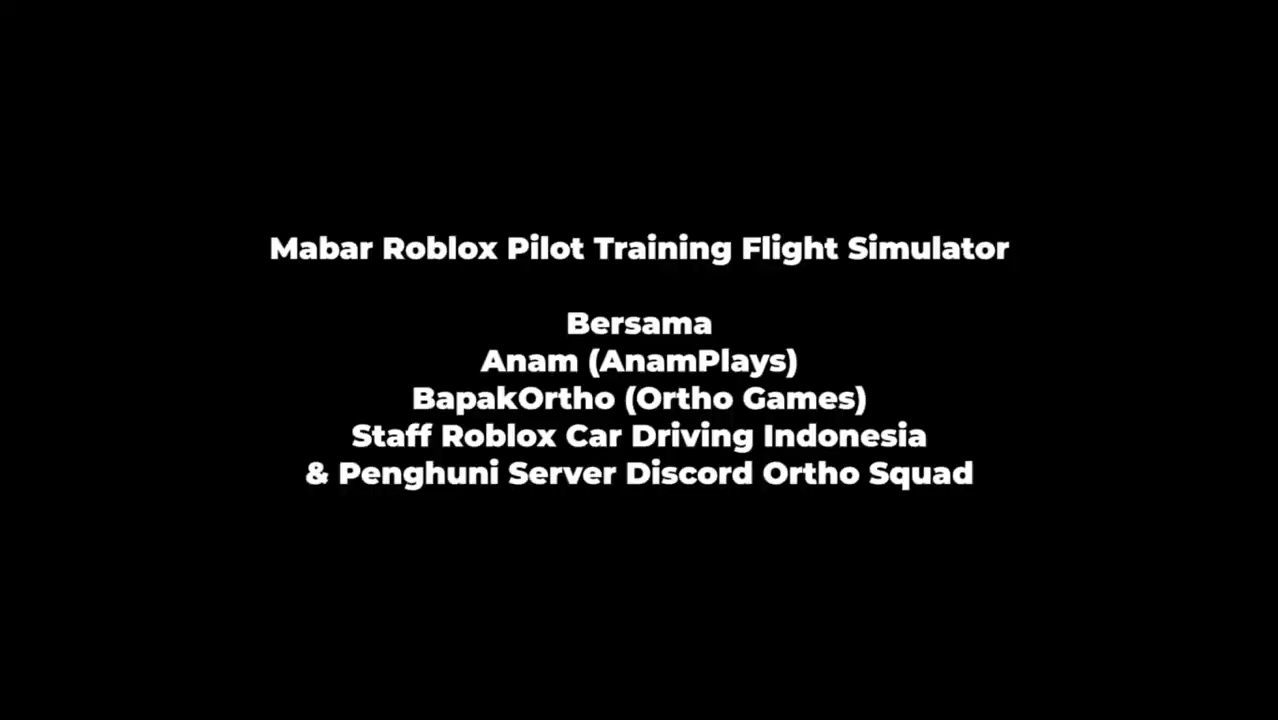 Mabar Roblox Pilot Training Flight Simulator
Bersama
Anam (AnamPlays)
BapakOrtho (Ortho Games)
Staff Roblox Car Driving Indonesia
& Penghuni Server Discord Ortho Squad